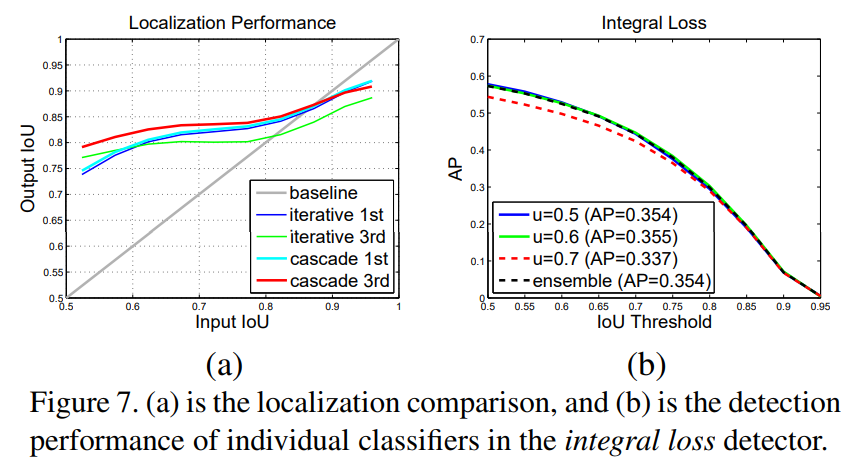 Localization Performance
1
0.95
0.9
0.85
0.8
0.75
0.7
0.65
0.6
0.55
0.5
Output IoU
baseline
iterative 1st
iterative 3rd
cascade 1st
cascade 3rd
0.5 0.6 0.7 0.8 0.9 1
Input IoU
(a)
Integral Loss
0.7
0.6
0.5
0.4
0.3
0.2
0.1
0
AP
u=0.5 (AP=0.354)
u=0.6 (AP=0.355)
u=0.7 (AP=0.337)
ensemble (AP=0.354)
0.5 0.55 0.6 0.65 0.7 0.75 0.8 0.85 0.9 0.95
IoU Threshold
(b)
Figure 7. (a) is the localization comparison, and (b) is the detection
performance of individual classifiers in the integral loss detector.